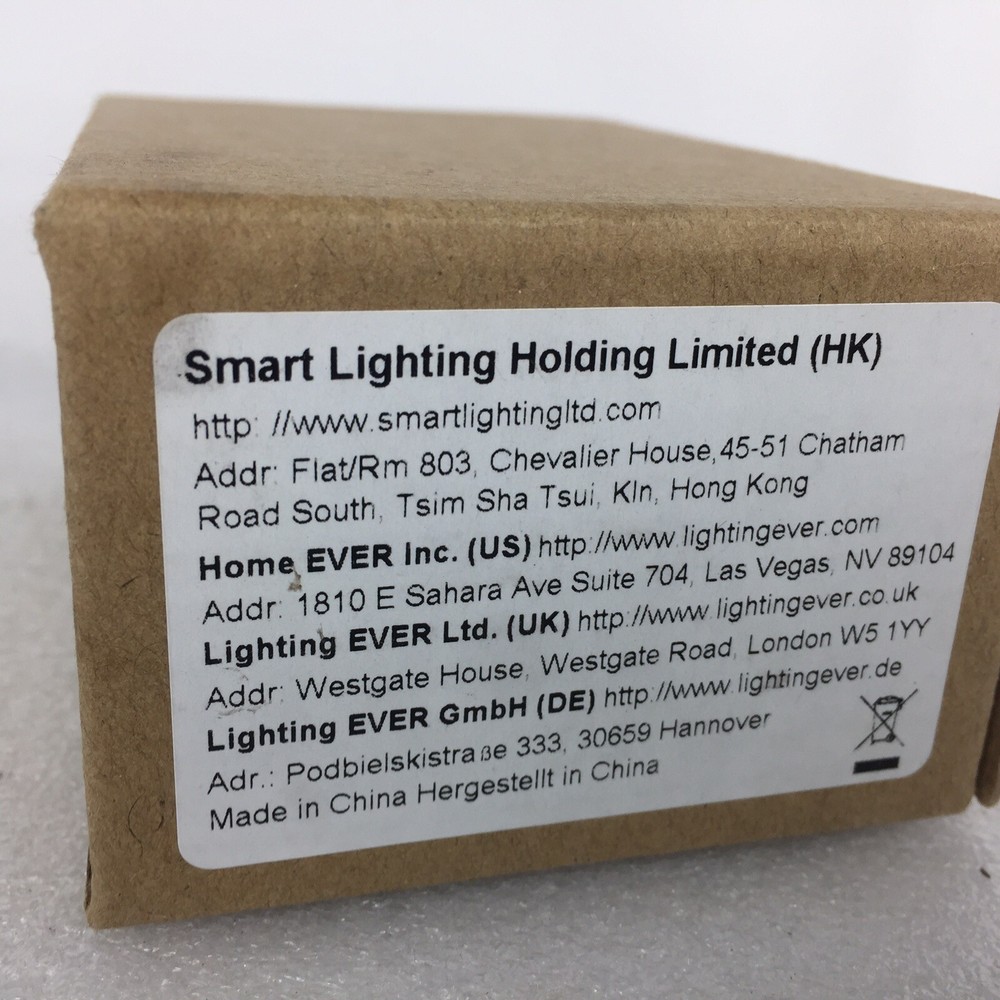 Smart Lighting Holding Limited (HK)
http: //www.smartlightingltd.com
Addr: Flat/Rm 803, Chevalier House,45-51 Chatham
Road South, Tsim Sha Tsui, Kln, Hong Kong
Home EVER Inc. (US) http://www.lightingever.com
Addr: 1810 E Sahara Ave Suite 704, Las Vegas, NV 89104
Lighting EVER Ltd. (UK) http://www.lightingever.co.uk
Addr: Westgate House, Westgate Road, London W5 1YY
Lighting EVER GmbH (DE) http://www.lightingever.de
Adr.: Podbielskistraße 333, 30659 Hannover
Made in China Hergestellt in China